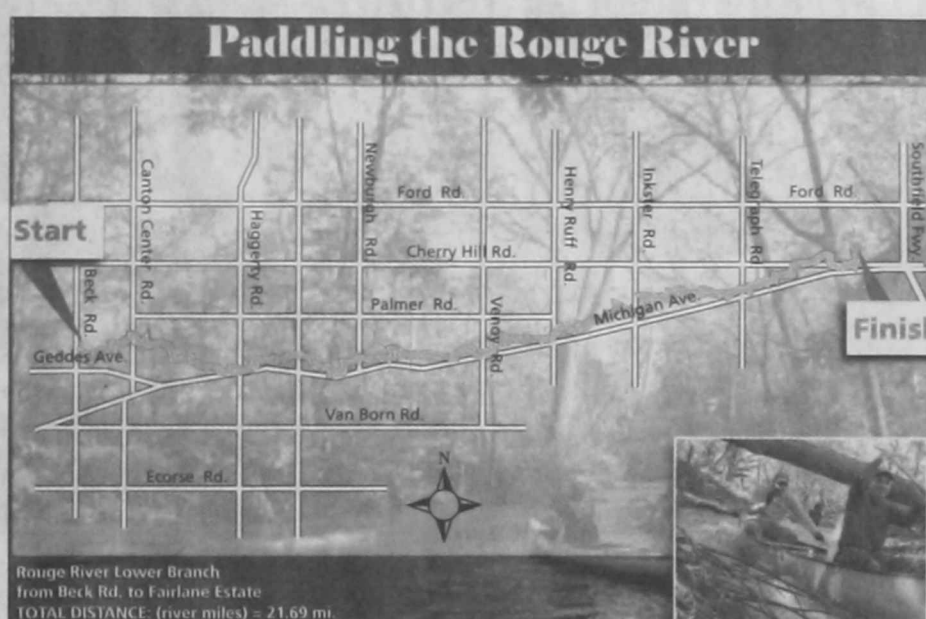 Paddling the Rouge River
Start
Beck Rd.
Canton Center Rd.
Haggerty Rd.
Newburgh Rd.
Ford Rd.
Cherry Hill Rd.
Palmer Rd.
Venoy Rd.
Henry Ruff Rd.
Inkster Rd.
Telegraph Rd.
Ford Rd.
Southfield Fwy.
Michigan Ave.
Finish
Geddes Ave.
Van Born Rd.
Ecorse Rd.
N
Rouge River Lower Branch
from Beck Rd. to Fairlane Estate
TOTAL DISTANCE: (river miles) = 21.69 mi.